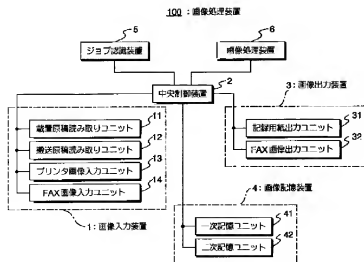 100 : 画像処理装置
5
ジョブ認識装置
6
画像処理装置
2
中央制御装置
3 : 画像出力装置
31
記録用紙出力ユニット
32
FAX画像出力ユニット
11
載置原稿読み取りユニット
12
搬送原稿読み取りユニット
13
プリンタ画像入力ユニット
14
FAX画像入力ユニット
1 : 画像入力装置
4 : 画像記憶装置
41
一次記憶ユニット
42
二次記憶ユニット